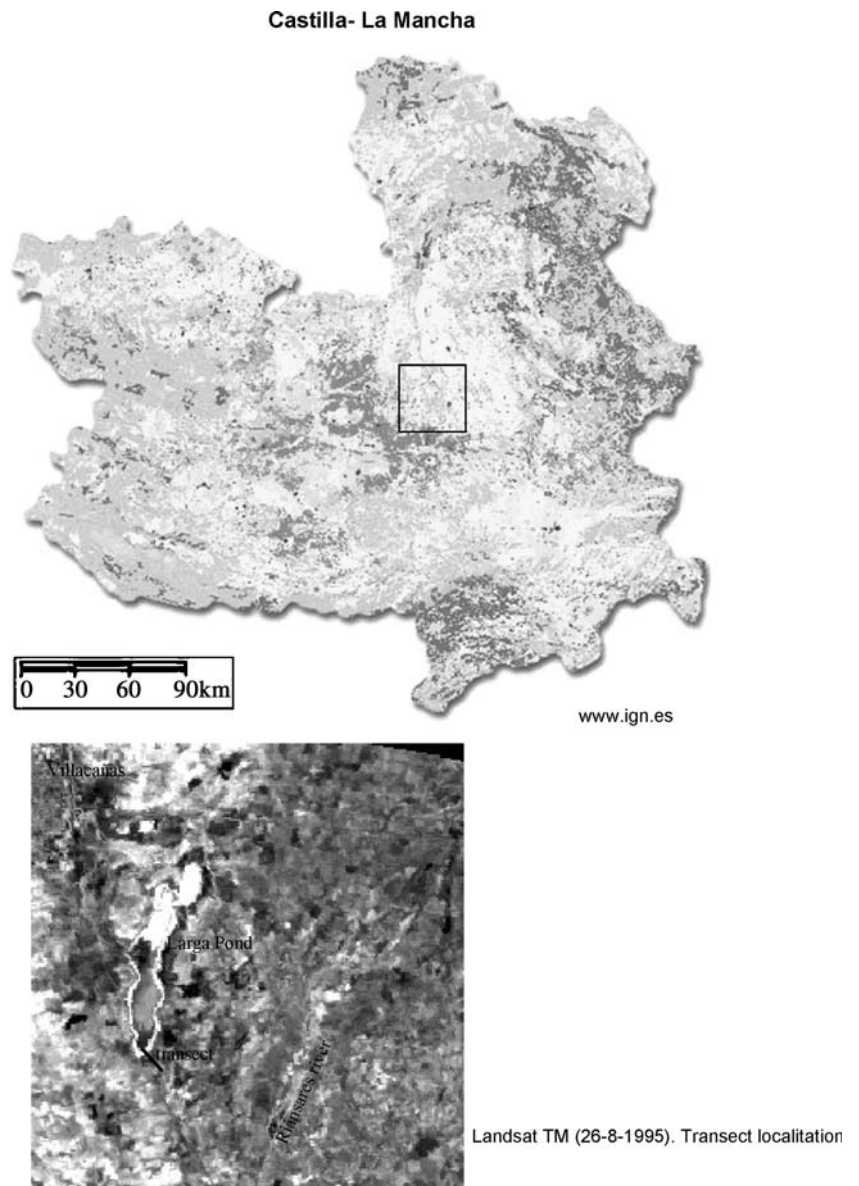 Castilla- La Mancha
0 30 60 90km
www.ign.es
Villacañas
Larga Pond
transect
Riansares river
Landsat TM (26-8-1995). Transect localitation